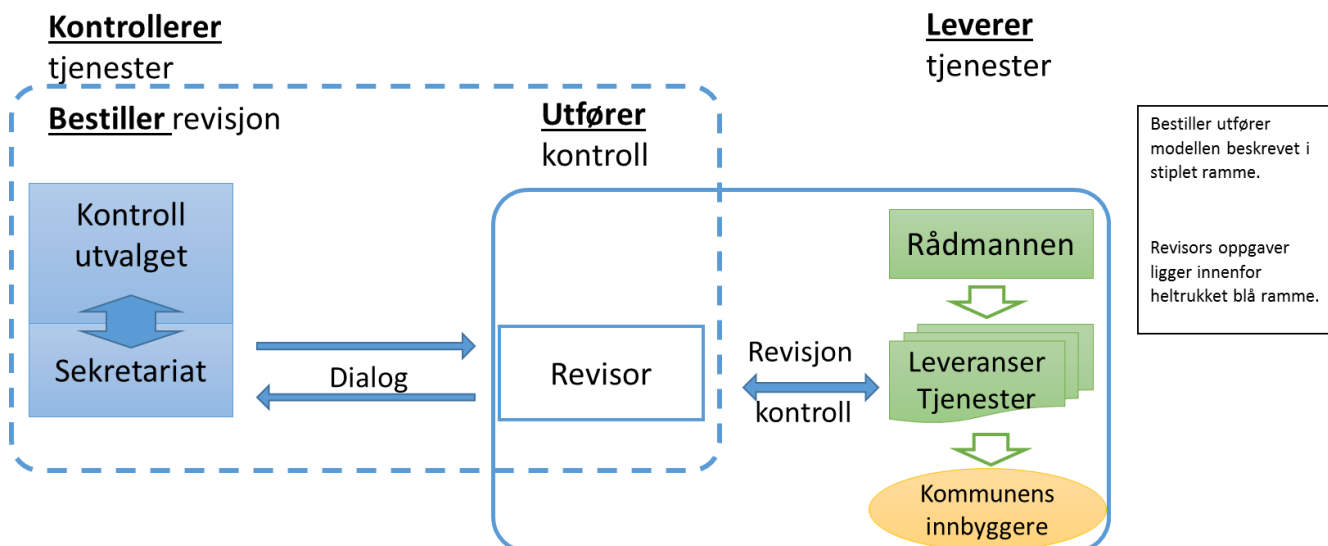 Kontrollerer
tjenester
Leverer
tjenester
Bestiller revisjon
Utfører
kontroll
Kontroll
utvalget
Sekretariat
Dialog
Revisor
Revisjon
kontroll
Rådmannen
Leveranser
Tjenester
Kommunens
innbyggere
Bestiller utfører
modellen beskrevet i
stiplet ramme.
Revisors oppgaver
ligger innenfor
heltrukket blå ramme.